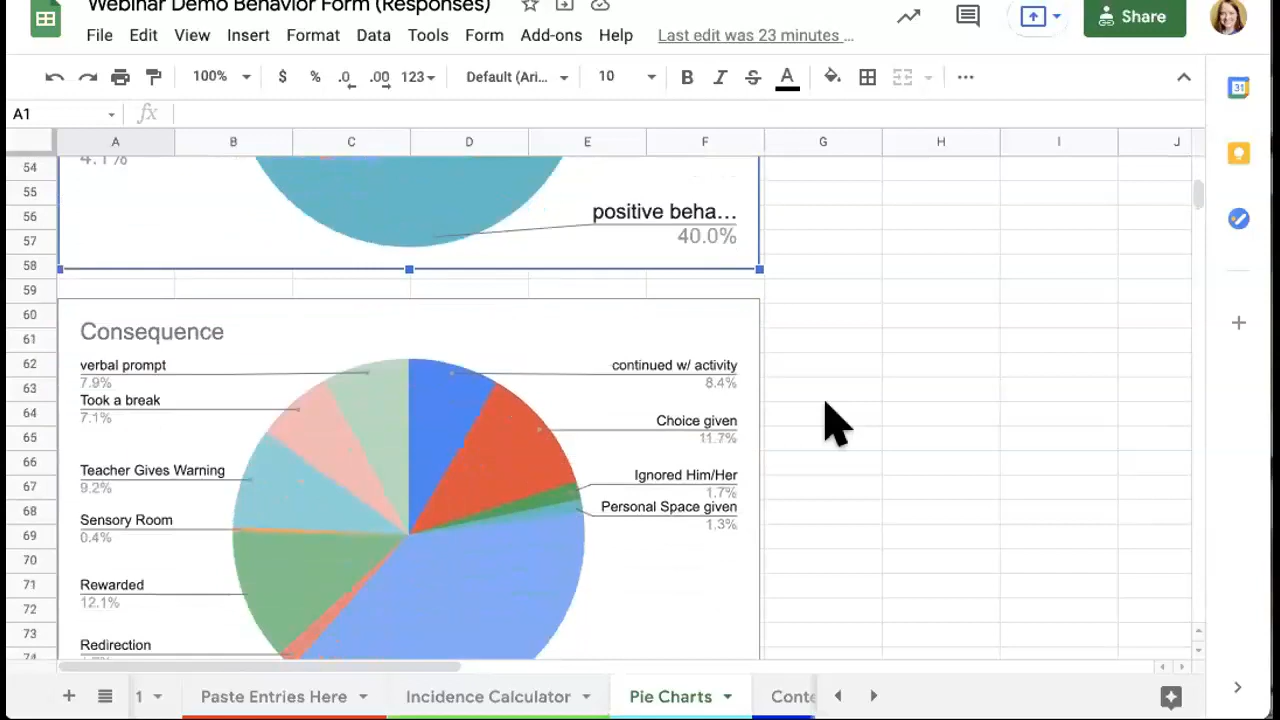 Webinar Demo Behavior Form (Responses)
File Edit View Insert Format Data Tools Form Add-ons Help Last edit was 23 minutes …
Share
100% $ % .0 .00 123 Default (Ari... 10 B I S A
A1 fx
31
A B C D E F G H I J
54
4.1%
55
56 positive beha…
57 40.0%
58
59
60
61 Consequence
62 verbal prompt continued w/ activity
63 7.9% 8.4%
Took a break
64 7.1% Choice given
65 11.7%
66
Teacher Gives Warning Ignored Him/Her
67 9.2% 1.7%
68 Personal Space given
Sensory Room 1.3%
69 0.4%
70
71 Rewarded
72 12.1%
73
Redirection
74
1 Paste Entries Here Incidence Calculator Pie Charts Conte